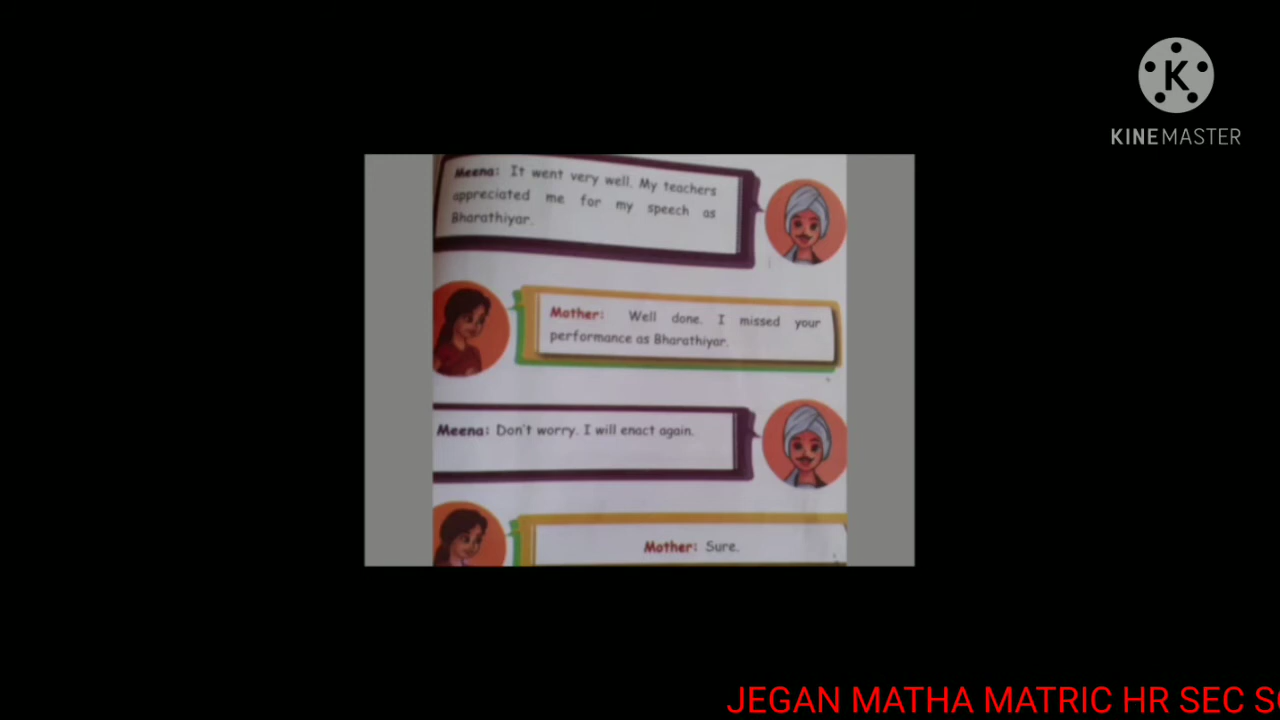 KINEMASTER
Meena: It went very well. My teachers
appreciated me for my speech as
Bharathiyar.
Mother: Well done. I missed your
performance as Bharathiyar.
Meena: Don't worry. I will enact again.
Mother: Sure.
JEGAN MATHA MATRIC HR SEC